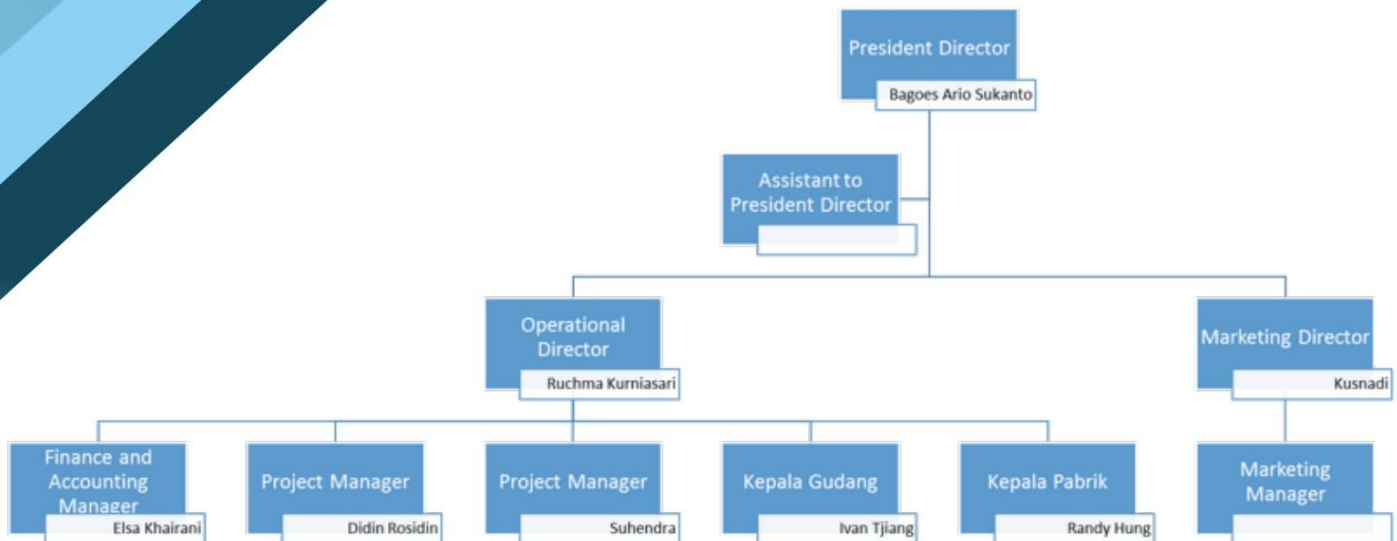 President Director
Bagoes Ario Sukanto
Assistant to
President Director
Operational
Director
Ruchma Kurniasari
Marketing Director
Kusnadi
Finance and
Accounting
Manager
Elsa Khairani
Project Manager
Didin Rosidin
Project Manager
Suhendra
Kepala Gudang
Ivan Tjiang
Kepala Pabrik
Randy Hung
Marketing
Manager